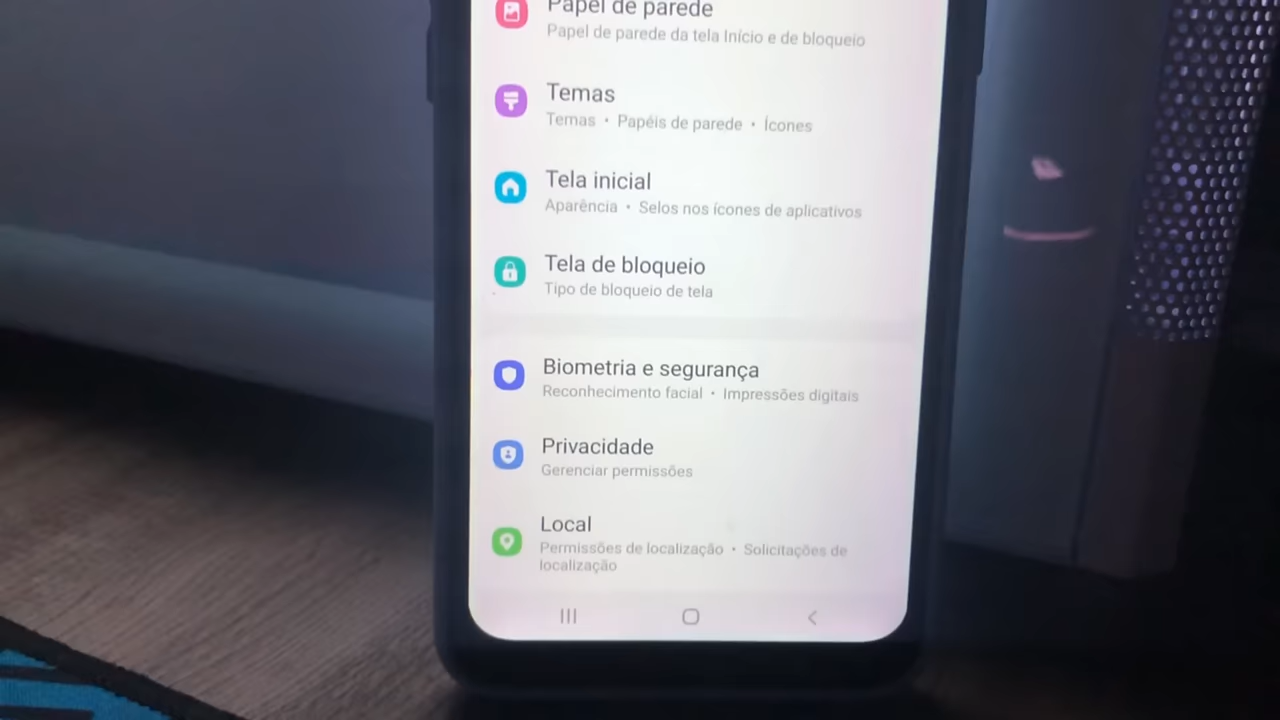 Papel de parede
Papel de parede da tela Início e de bloqueio
Temas
Temas • Papéis de parede • Ícones
Tela inicial
Aparência • Selos nos ícones de aplicativos
Tela de bloqueio
Tipo de bloqueio de tela
Biometria e segurança
Reconhecimento facial • Impressões digitais
Privacidade
Gerenciar permissões
Local
Permissões de localização • Solicitações de
localização